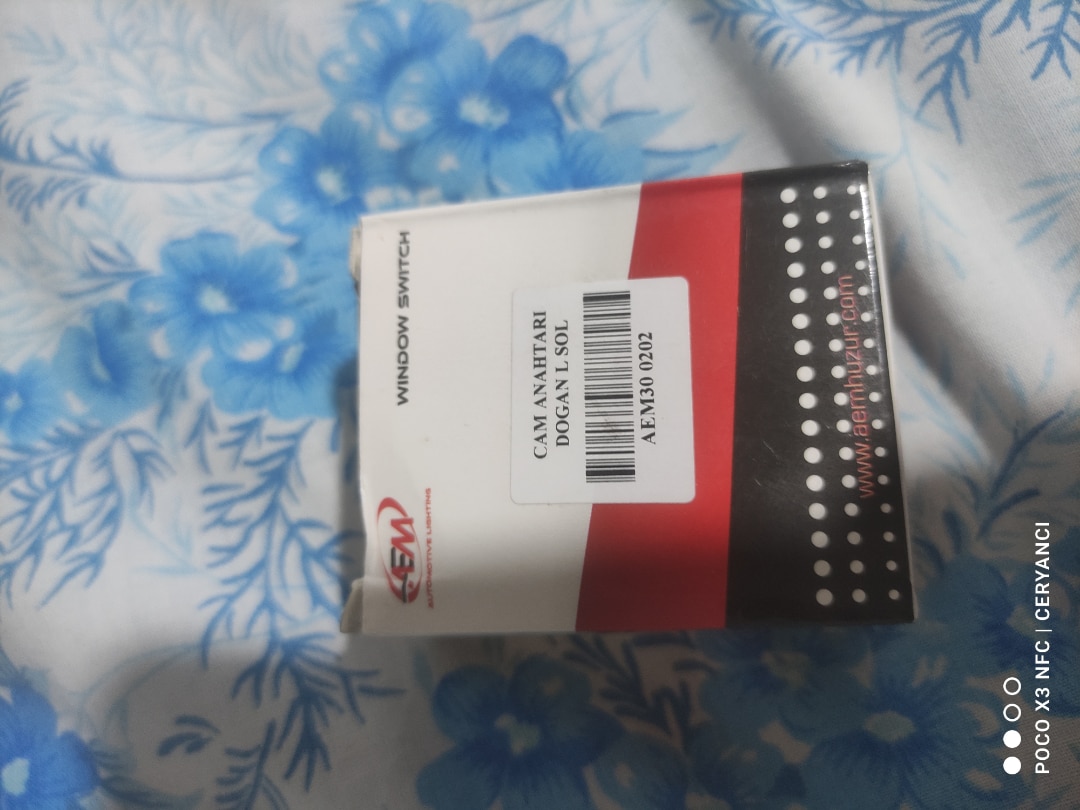 AEM
AUTOMOTIVE LIGHTING
WINDOW SWITCH
CAM ANAHTARI
DOGAN L SOL
AEM30 0202
www.aemhuzur.com
POCO X3 NFC | CERYANCI